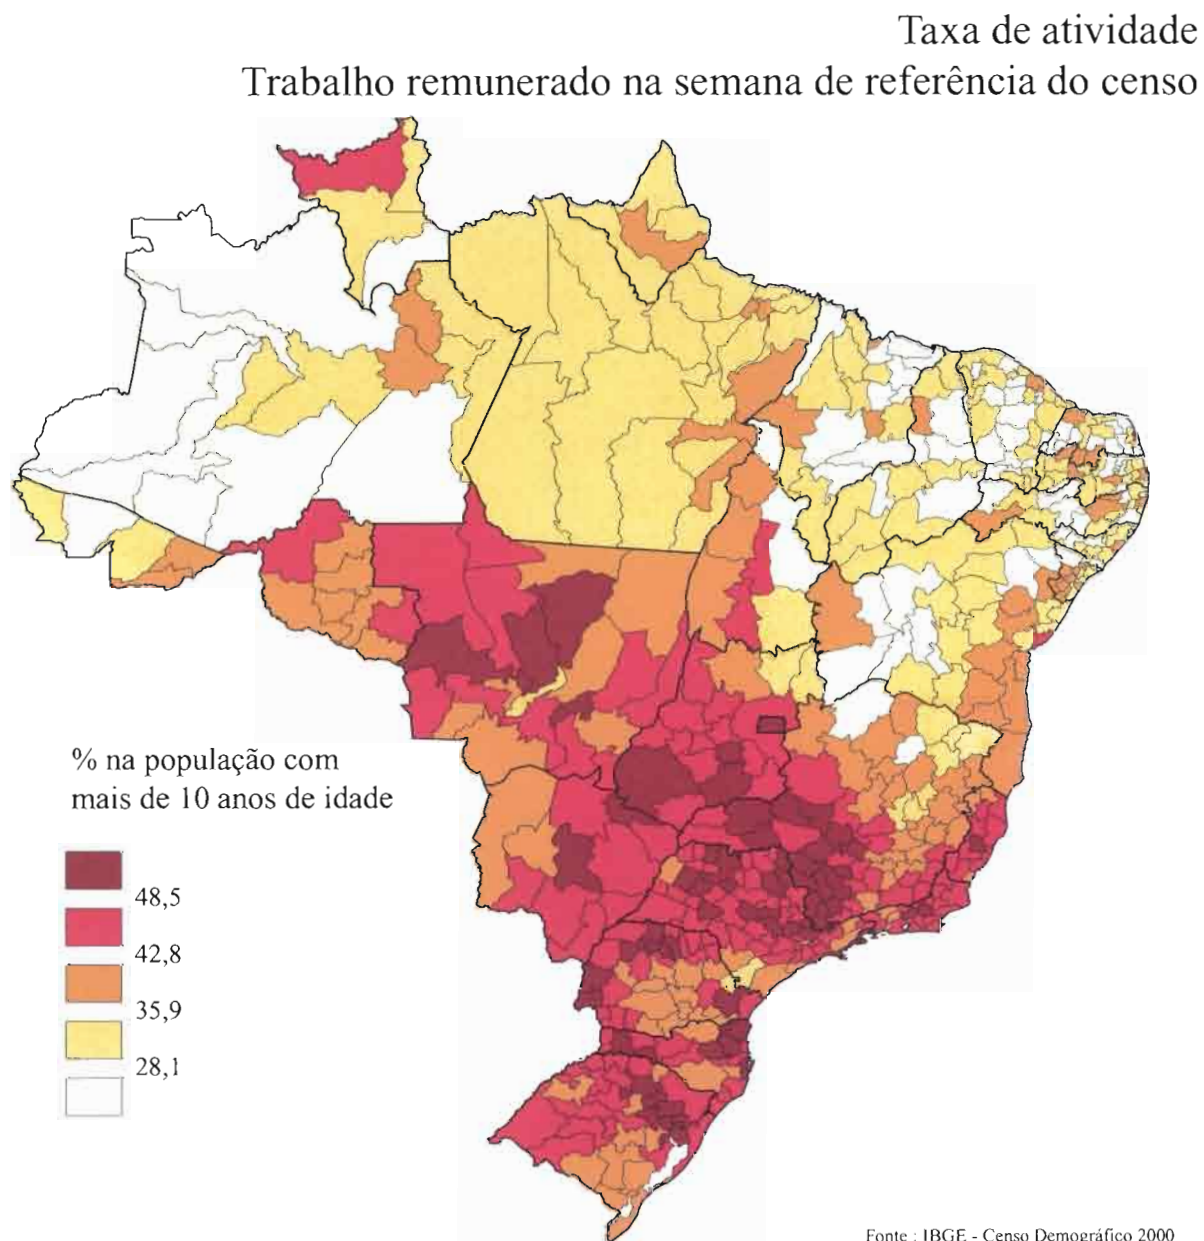 Taxa de atividade
Trabalho remunerado na semana de referência do censo
% na população com
mais de 10 anos de idade
48,5
42,8
35,9
28,1
Fonte : IBGE - Censo Demográfico 2000